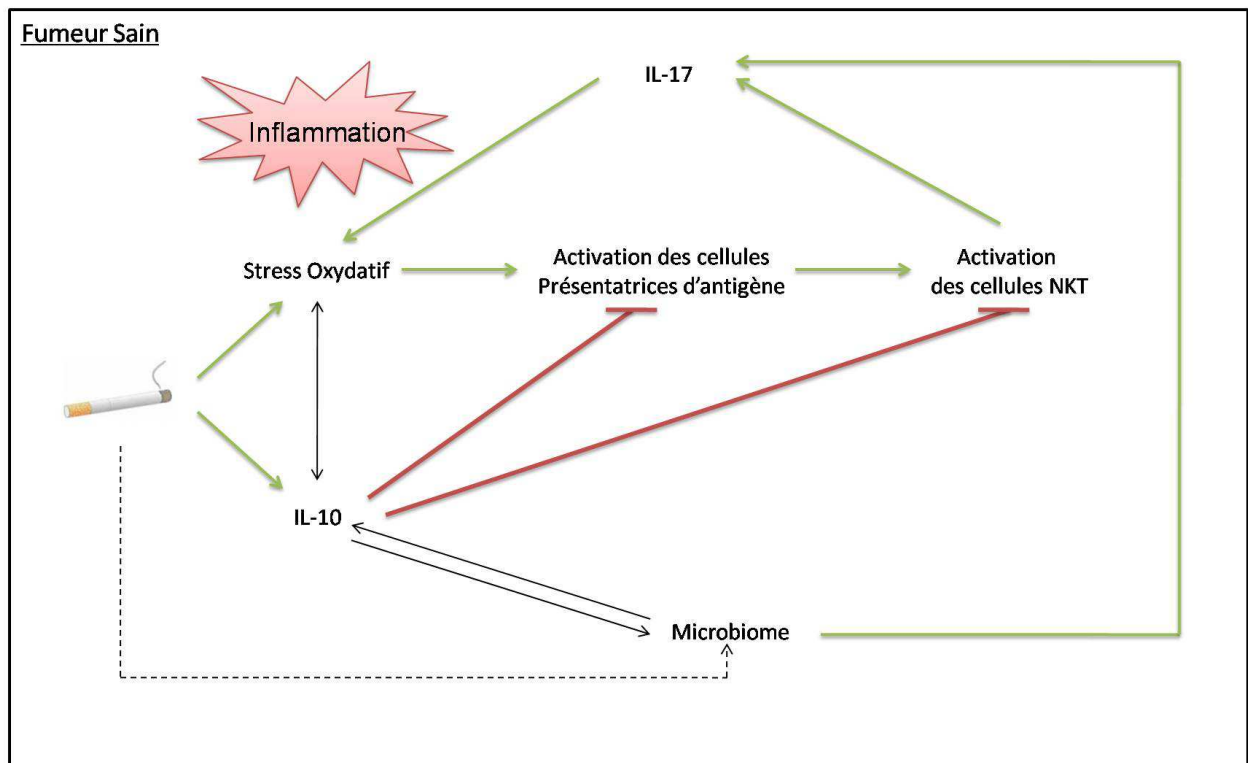 Fumeur Sain
IL-17
Inflammation
Stress Oxydatif
Activation des cellules
Présentatrices d'antigène
Activation
des cellules NKT
IL-10
Microbiome